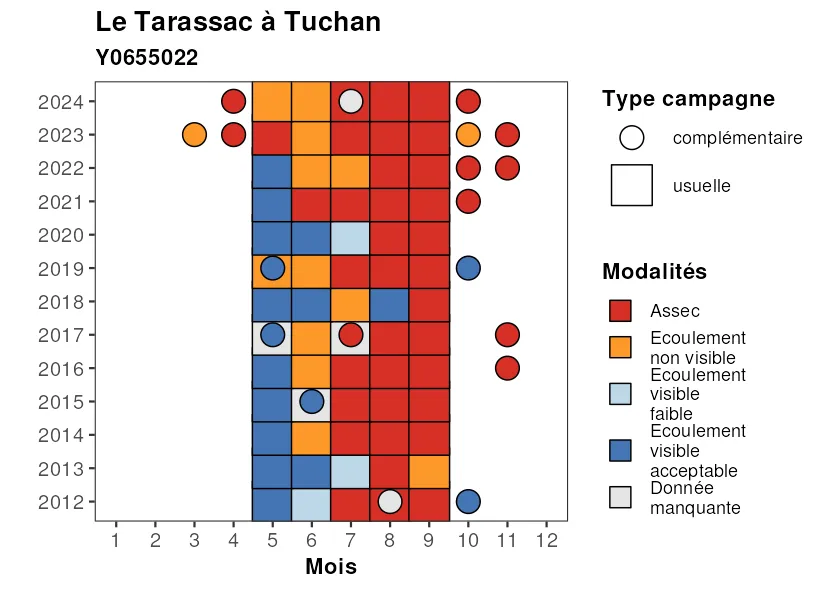 Le Tarassac à Tuchan
Y0655022
2024
2023
2022
2021
2020
2019
2018
2017
2016
2015
2014
2013
2012
1 2 3 4 5 6 7 8 9 10 11 12
Mois
Type campagne
complémentaire
usuelle
Modalités
Assec
Ecoulement
non visible
Ecoulement
visible
faible
Ecoulement
visible
acceptable
Donnée
manquante